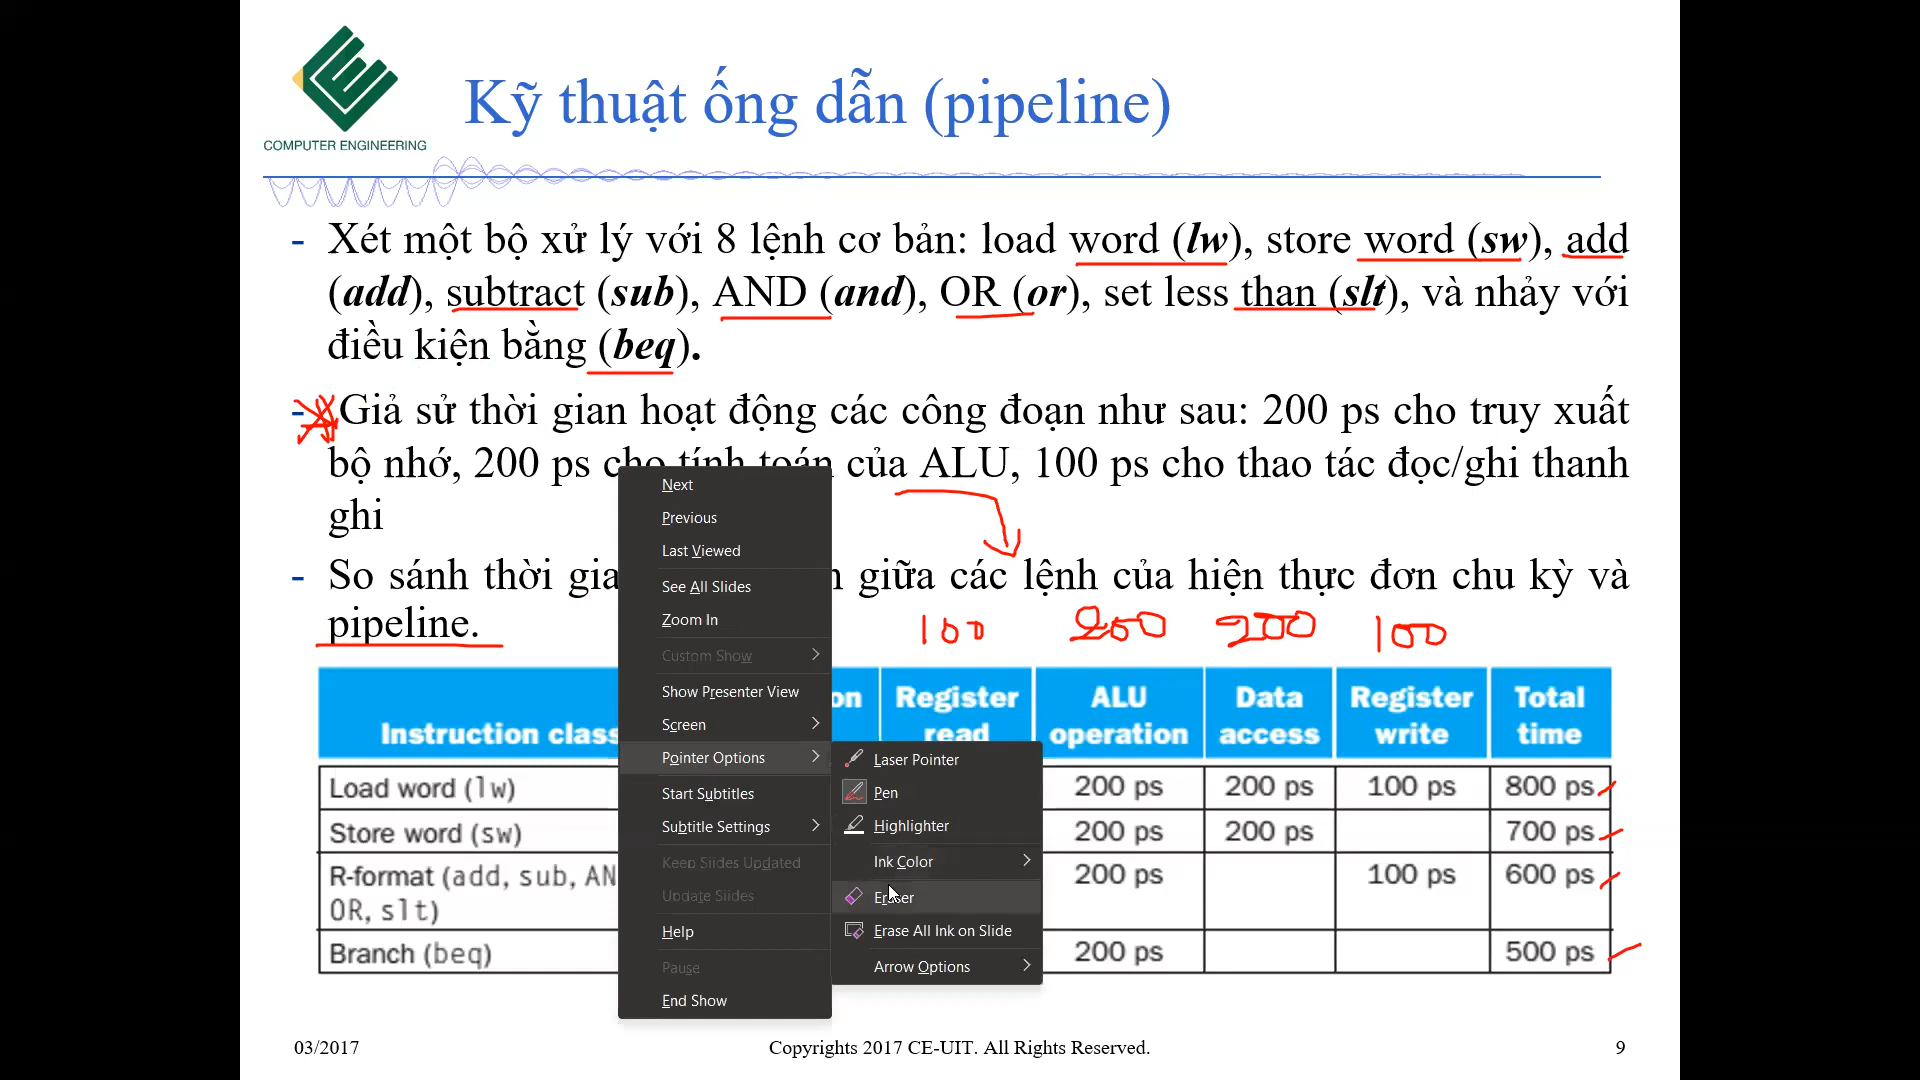 COMPUTER ENGINEERING
Kỹ thuật ống dẫn (pipeline)
- Xét một bộ xử lý với 8 lệnh cơ bản: load word (lw), store word (sw), add
(add), subtract (sub), AND (and), OR (or), set less than (slt), và nhảy với
điều kiện bằng (beq).
- Giả sử thời gian hoạt động các công đoạn như sau: 200 ps cho truy xuất
bộ nhớ, 200 ps cho tính toán của ALU, 100 ps cho thao tác đọc/ghi thanh
ghi
- So sánh thời giữa các lệnh của hiện thực đơn chu kỳ và
pipeline.
100 200 200 100
Register ALU Data Register Total
Instruction class read operation access write time
Load word (lw) 200 ps 200 ps 100 ps 800 ps
Store word (sw) 200 ps 200 ps 700 ps
R-format (add, sub, 200 ps 100 ps 600 ps
OR, slt)
Branch (beq) 200 ps 500 ps
Next
Previous
Last Viewed
See All Slides
Zoom In
Custom Show
Show Presenter View
Screen
Pointer Options
Start Subtitles
Subtitle Settings
Keep Slides Updated
Update Slides
Help
Pause
End Show
Laser Pointer
Pen
Highlighter
Ink Color
Eraser
Erase All Ink on Slide
Arrow Options
03/2017 Copyrights 2017 CE-UIT. All Rights Reserved. 9